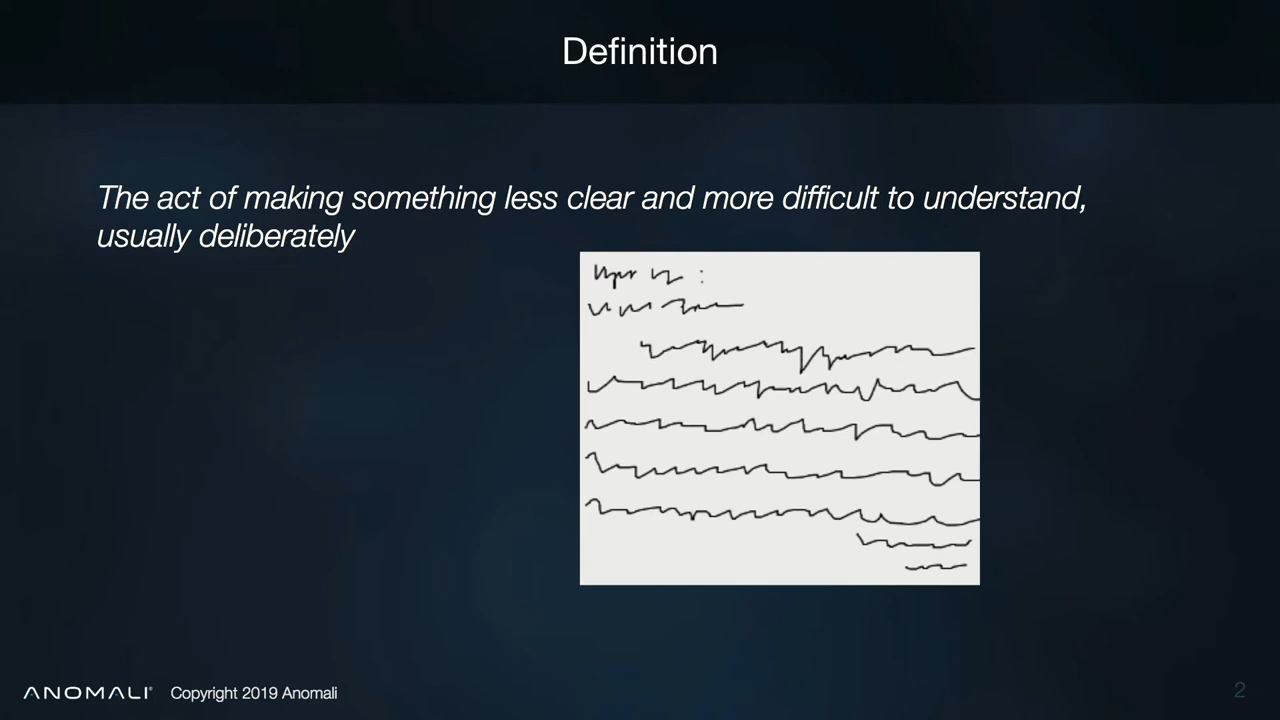 Definition
The act of making something less clear and more difficult to understand,
usually deliberately
ANOMALI® Copyright 2019 Anomali
2